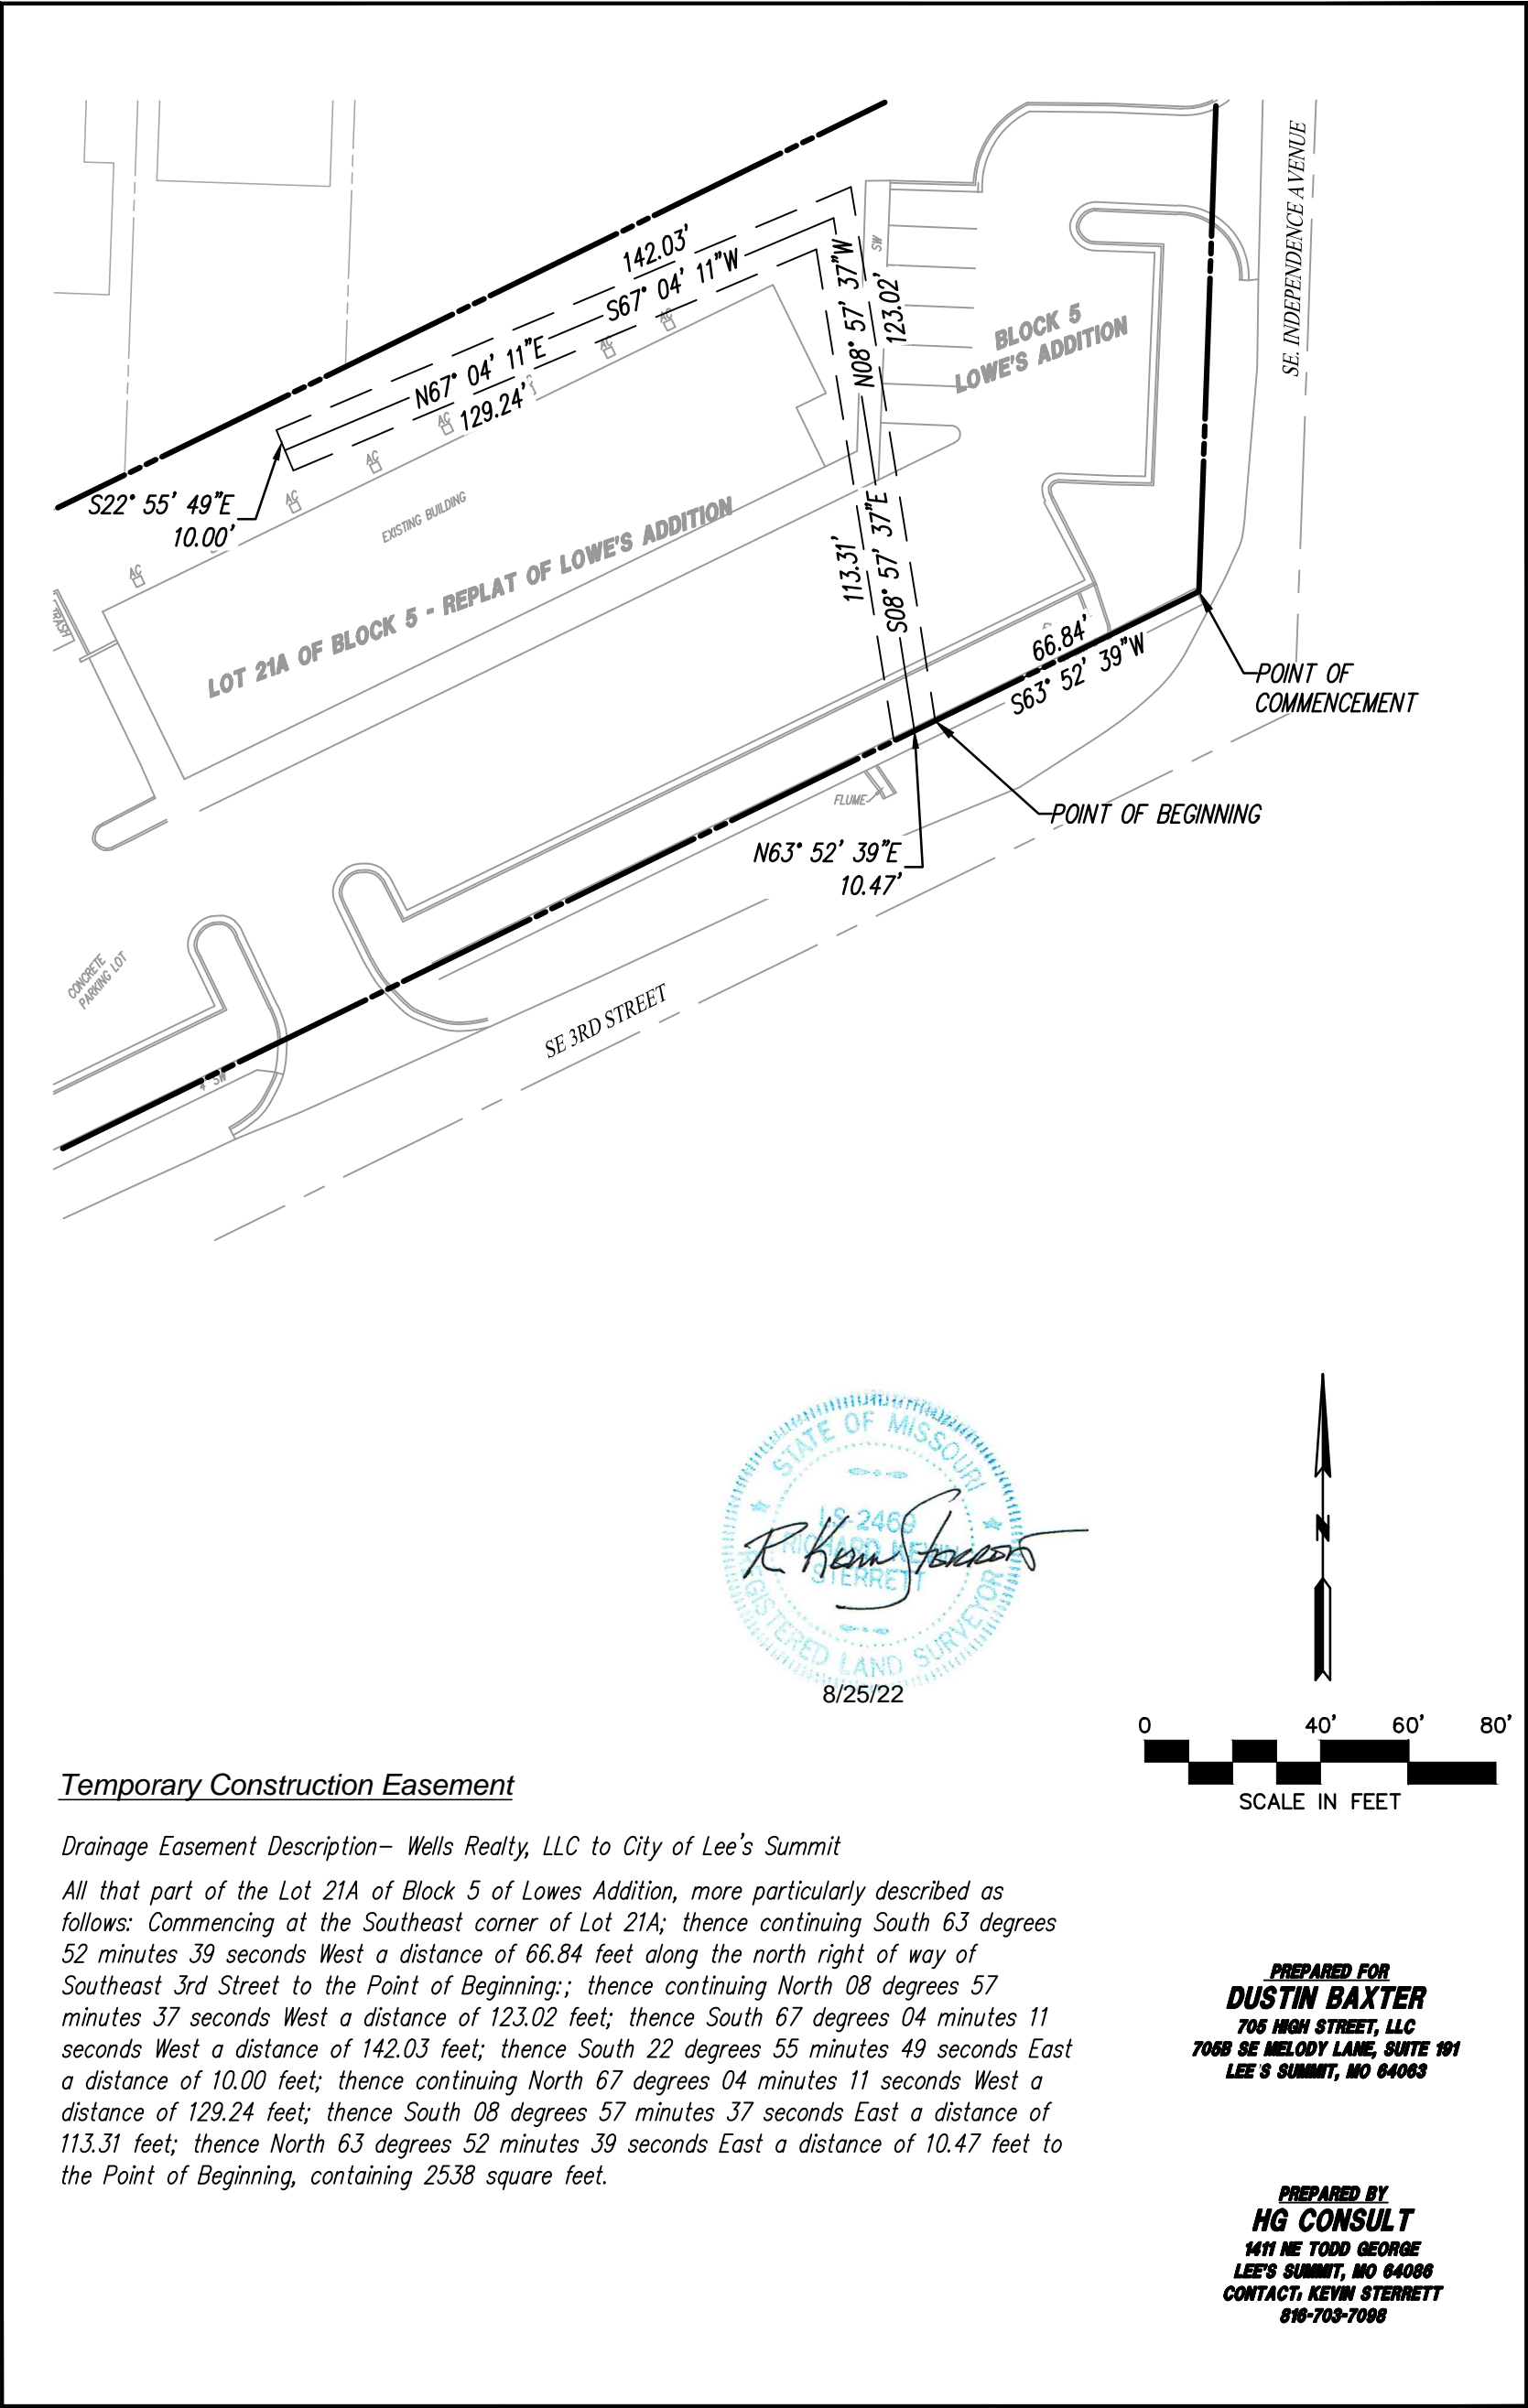 SE. INDEPENDENCE AVENUE
142.03'
S67° 04' 11"W
N67° 04' 11"E
129.24'
N08° 57' 37"W
123.02'
SW
BLOCK 5
LOWE'S ADDITION
AC
AC
AC
AC
AC
AC
S22° 55' 49"E
10.00'
EXISTING BUILDING
LOT 21A OF BLOCK 5 - REPLAT OF LOWE'S ADDITION
113.31'
S08° 57' 37"E
66.84'
S63° 52' 39"W
POINT OF
COMMENCEMENT
FLUME
POINT OF BEGINNING
N63° 52' 39"E
10.47'
CONCRETE
PARKING LOT
SE 3RD STREET
4' SW
STATE OF MISSOURI
LS-2469
RICHARD KEVIN
STERRETT
REGISTERED LAND SURVEYOR
R Kevin Sterrett
8/25/22
N
0 40' 60' 80'
SCALE IN FEET
Temporary Construction Easement
Drainage Easement Description– Wells Realty, LLC to City of Lee's Summit
All that part of the Lot 21A of Block 5 of Lowes Addition, more particularly described as
follows: Commencing at the Southeast corner of Lot 21A; thence continuing South 63 degrees
52 minutes 39 seconds West a distance of 66.84 feet along the north right of way of
Southeast 3rd Street to the Point of Beginning:; thence continuing North 08 degrees 57
minutes 37 seconds West a distance of 123.02 feet; thence South 67 degrees 04 minutes 11
seconds West a distance of 142.03 feet; thence South 22 degrees 55 minutes 49 seconds East
a distance of 10.00 feet; thence continuing North 67 degrees 04 minutes 11 seconds West a
distance of 129.24 feet; thence South 08 degrees 57 minutes 37 seconds East a distance of
113.31 feet; thence North 63 degrees 52 minutes 39 seconds East a distance of 10.47 feet to
the Point of Beginning, containing 2538 square feet.
PREPARED FOR
DUSTIN BAXTER
705 HIGH STREET, LLC
705B SE MELODY LANE, SUITE 191
LEE'S SUMMIT, MO 64063
PREPARED BY
HG CONSULT
1411 NE TODD GEORGE
LEE'S SUMMIT, MO 64086
CONTACT: KEVIN STERRETT
816-703-7098